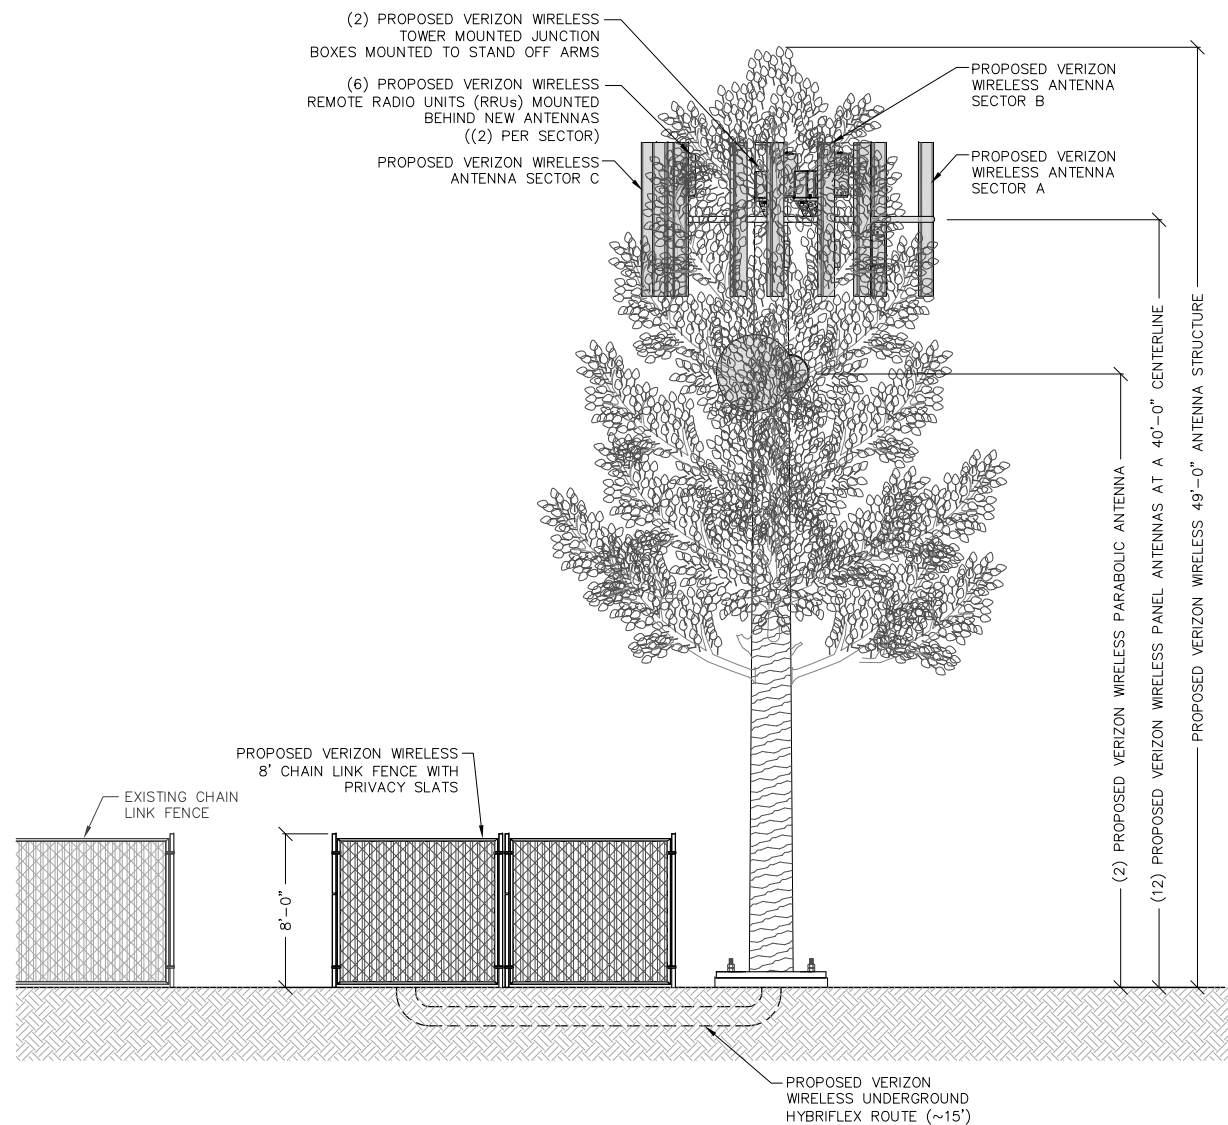 (2) PROPOSED VERIZON WIRELESS
TOWER MOUNTED JUNCTION
BOXES MOUNTED TO STAND OFF ARMS
(6) PROPOSED VERIZON WIRELESS
REMOTE RADIO UNITS (RRUs) MOUNTED
BEHIND NEW ANTENNAS
((2) PER SECTOR)
PROPOSED VERIZON WIRELESS
ANTENNA SECTOR C
PROPOSED VERIZON
WIRELESS ANTENNA
SECTOR B
PROPOSED VERIZON
WIRELESS ANTENNA
SECTOR A
(2) PROPOSED VERIZON WIRELESS PARABOLIC ANTENNA
(12) PROPOSED VERIZON WIRELESS PANEL ANTENNAS AT A 40'-0" CENTERLINE
PROPOSED VERIZON WIRELESS 49'-0" ANTENNA STRUCTURE
PROPOSED VERIZON WIRELESS
8' CHAIN LINK FENCE WITH
PRIVACY SLATS
EXISTING CHAIN
LINK FENCE
8'-0"
PROPOSED VERIZON
WIRELESS UNDERGROUND
HYBRIFLEX ROUTE (~15')